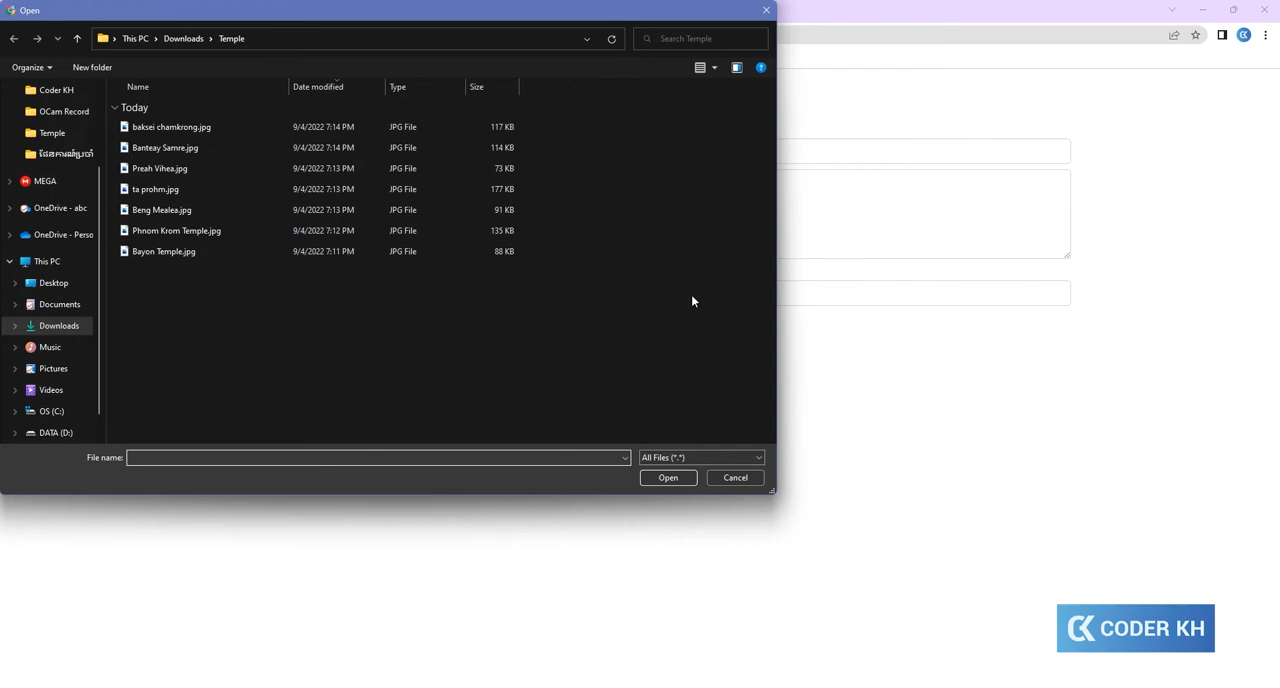 Open
This PC
Downloads
Temple
Search Temple
Organize
New folder
Name
Date modified
Type
Size
Coder KH
OCam Record
Temple
MEGA
OneDrive - abc
OneDrive - Perso
This PC
Desktop
Documents
Downloads
Music
Pictures
Videos
OS (C:)
DATA (D:)
Today
baksei chamkrong.jpg 9/4/2022 7:14 PM JPG File 117 KB
Banteay Samre.jpg 9/4/2022 7:14 PM JPG File 114 KB
Preah Vihea.jpg 9/4/2022 7:13 PM JPG File 73 KB
ta prohm.jpg 9/4/2022 7:13 PM JPG File 177 KB
Beng Mealea.jpg 9/4/2022 7:13 PM JPG File 91 KB
Phnom Krom Temple.jpg 9/4/2022 7:12 PM JPG File 135 KB
Bayon Temple.jpg 9/4/2022 7:11 PM JPG File 88 KB
File name:
All Files (*.*)
Open
Cancel
CODER KH